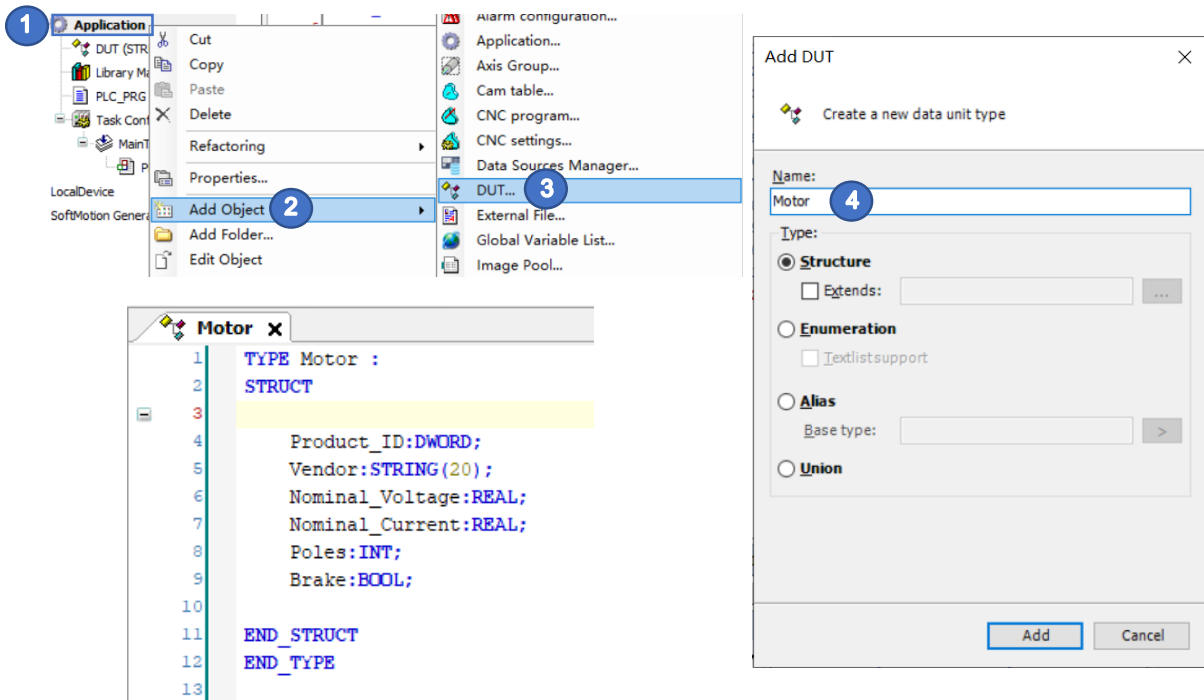 1
Application
DUT (STR
Library Ma
PLC_PRG
Task Conf
MainT
P
LocalDevice
SoftMotion Genera
Cut
Copy
Paste
Delete
Refactoring
Properties...
Add Object 2
Add Folder...
Edit Object
Alarm configuration...
Application...
Axis Group...
Cam table...
CNC program...
CNC settings...
Data Sources Manager...
DUT... 3
External File...
Global Variable List...
Image Pool...
Add DUT
Create a new data unit type
Name:
Motor 4
Type:
Structure
Extends:
...
Enumeration
Textlist support
Alias
Base type:
>
Union
Add Cancel
Motor x
1 TYPE Motor :
2 STRUCT
3
4 Product_ID:DWORD;
5 Vendor:STRING(20);
6 Nominal_Voltage:REAL;
7 Nominal_Current:REAL;
8 Poles:INT;
9 Brake:BOOL;
10
11 END_STRUCT
12 END_TYPE
13